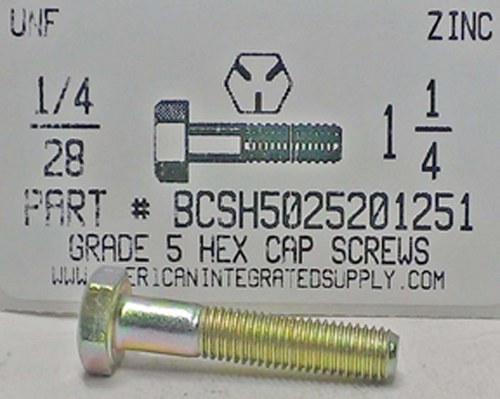 UNF ZINC
1/4
28
1 1/4
PART # BCSH5025201251
GRADE 5 HEX CAP SCREWS
WWW.AMERICANINTEGRATEDSUPPLY.COM